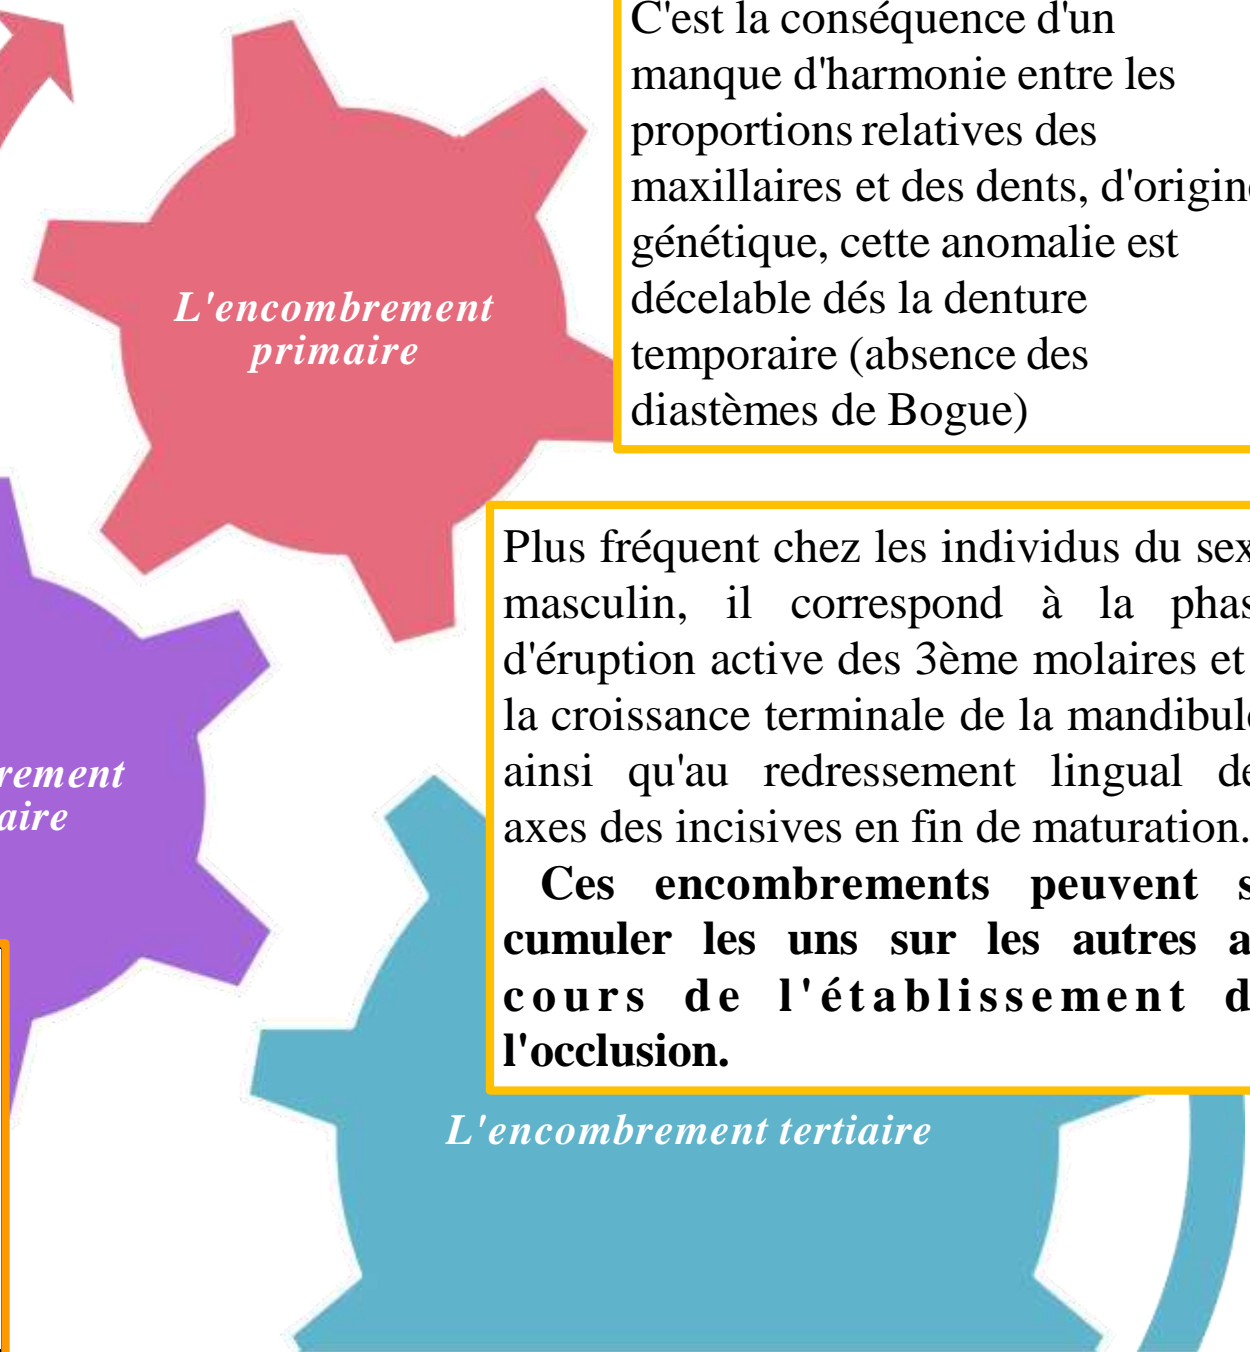 C'est la conséquence d'un
manque d'harmonie entre les
proportions relatives des
maxillaires et des dents, d'origine
génétique, cette anomalie est
décelable dés la denture
temporaire (absence des
diastèmes de Bogue)
L'encombrement
primaire
Plus fréquent chez les individus du sex
masculin, il correspond à la phas
d'éruption active des 3ème molaires et
la croissance terminale de la mandibule
ainsi qu'au redressement lingual de
axes des incisives en fin de maturation.
Ces encombrements peuvent s
cumuler les uns sur les autres a
cours de l'établissement d
l'occlusion.
rement
aire
L'encombrement tertiaire